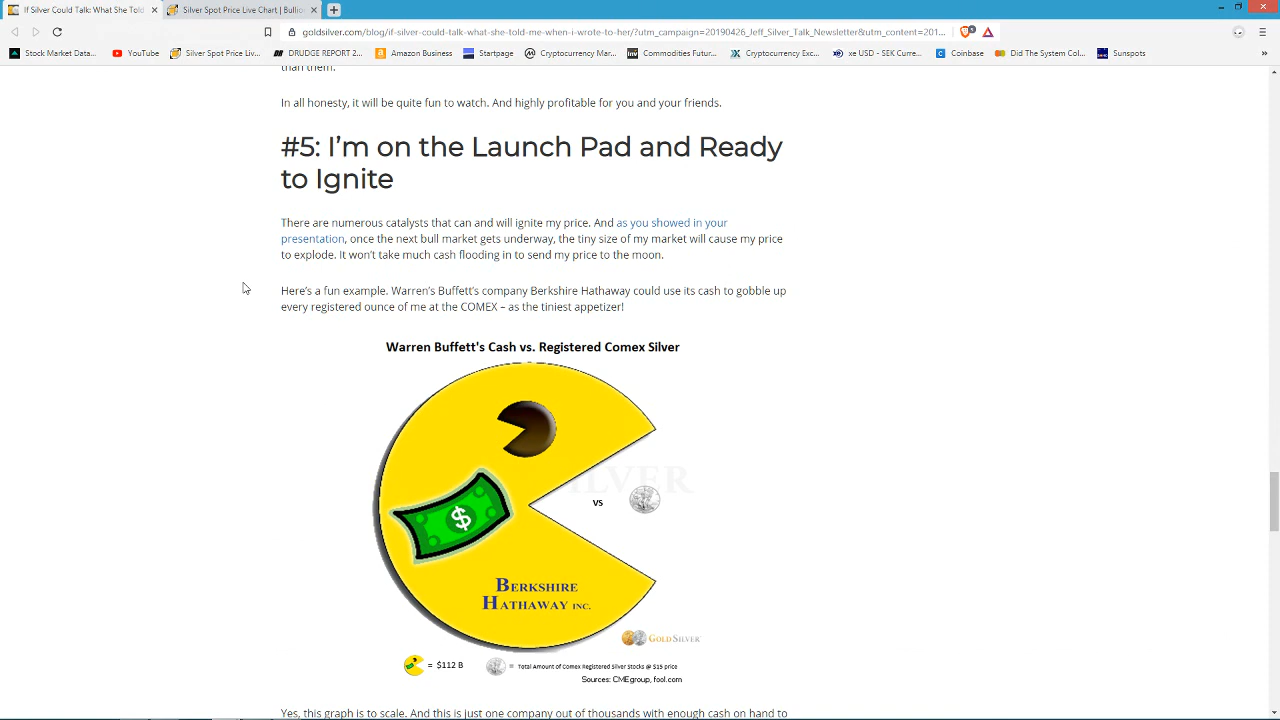 If Silver Could Talk: What She Told
Silver Spot Price Live Chart | Bullio
goldsilver.com/blog/if-silver-could-talk-what-she-told-me-when-i-wrote-to-her/?utm_campaign=20190426_Jeff_Silver_Talk_Newsletter&utm_content=201...
Stock Market Data... YouTube Silver Spot Price Liv... DRUDGE REPORT 2... Amazon Business Startpage Cryptocurrency Mar... Commodities Futur... Cryptocurrency Exc... xe USD - SEK Curre... Coinbase Did The System Col... Sunspots
than them.
In all honesty, it will be quite fun to watch. And highly profitable for you and your friends.
#5: I’m on the Launch Pad and Ready
to Ignite
There are numerous catalysts that can and will ignite my price. And as you showed in your
presentation, once the next bull market gets underway, the tiny size of my market will cause my price
to explode. It won’t take much cash flooding in to send my price to the moon.
Here’s a fun example. Warren’s Buffett’s company Berkshire Hathaway could use its cash to gobble up
every registered ounce of me at the COMEX – as the tiniest appetizer!
Warren Buffett's Cash vs. Registered Comex Silver
SILVER
$
vs
BERKSHIRE
HATHAWAY INC.
GOLDSILVER
= $112 B
= Total Amount of Comex Registered Silver Stocks @ $15 price
Sources: CMEgroup, fool.com
Yes, this graph is to scale. And this is just one company out of thousands with enough cash on hand to